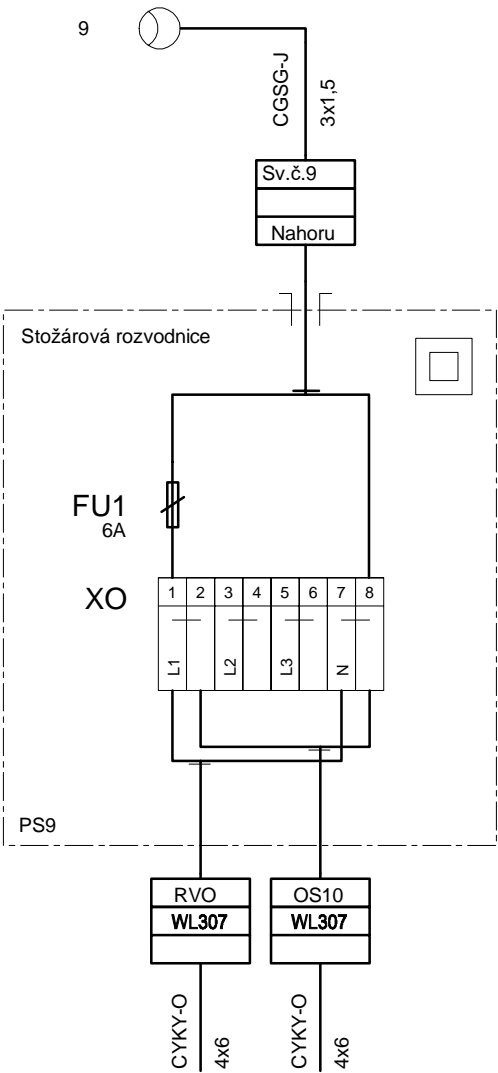 9
CGSG-J
3x1,5
Sv.č.9
Nahoru
Stožárová rozvodnice
FU1
6A
XO
1 2 3 4 5 6 7 8
L1 L2 L3 N
PS9
RVO
WL307
OS10
WL307
CYKY-O
4x6
CYKY-O
4x6